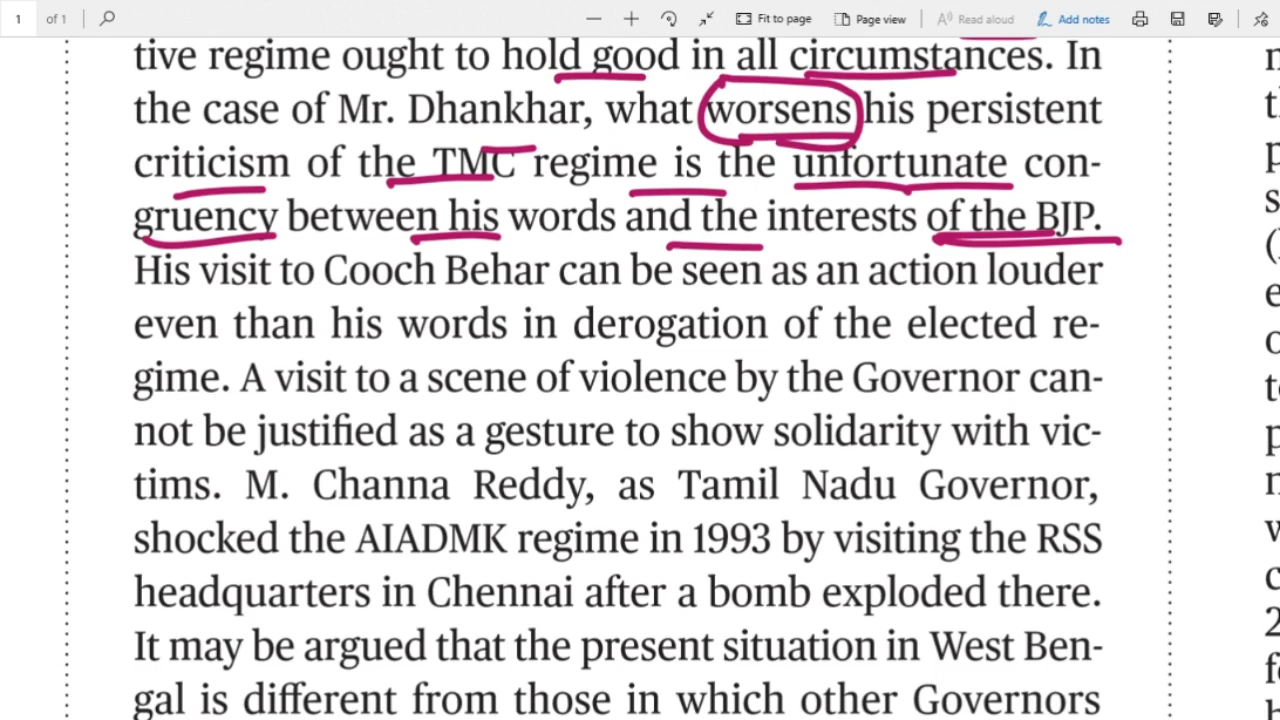 1 of 1 Fit to page Page view Read aloud Add notes
tive regime ought to hold good in all circumstances. In
the case of Mr. Dhankhar, what worsens his persistent
criticism of the TMC regime is the unfortunate con-
gruency between his words and the interests of the BJP.
His visit to Cooch Behar can be seen as an action louder
even than his words in derogation of the elected re-
gime. A visit to a scene of violence by the Governor can-
not be justified as a gesture to show solidarity with vic-
tims. M. Channa Reddy, as Tamil Nadu Governor,
shocked the AIADMK regime in 1993 by visiting the RSS
headquarters in Chennai after a bomb exploded there.
It may be argued that the present situation in West Ben-
gal is different from those in which other Governors